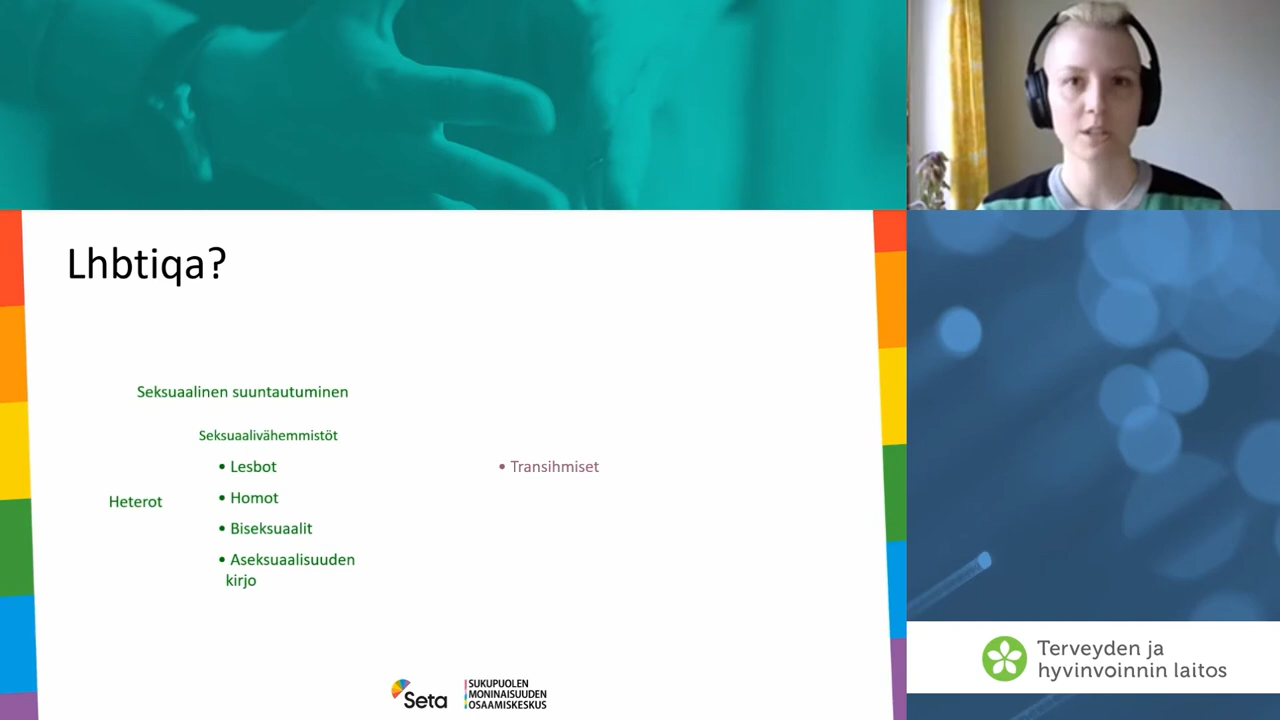 Lhbtiqa?
Seksuaalinen suuntautuminen
Seksuaalivähemmistöt
• Lesbot
• Transihmiset
Heterot
• Homot
• Biseksuaalit
• Aseksuaalisuuden
kirjo
Seta
SUKUPUOLEN
MONINAISUUDEN
OSAAMISKESKUS
Terveyden ja
hyvinvoinnin laitos